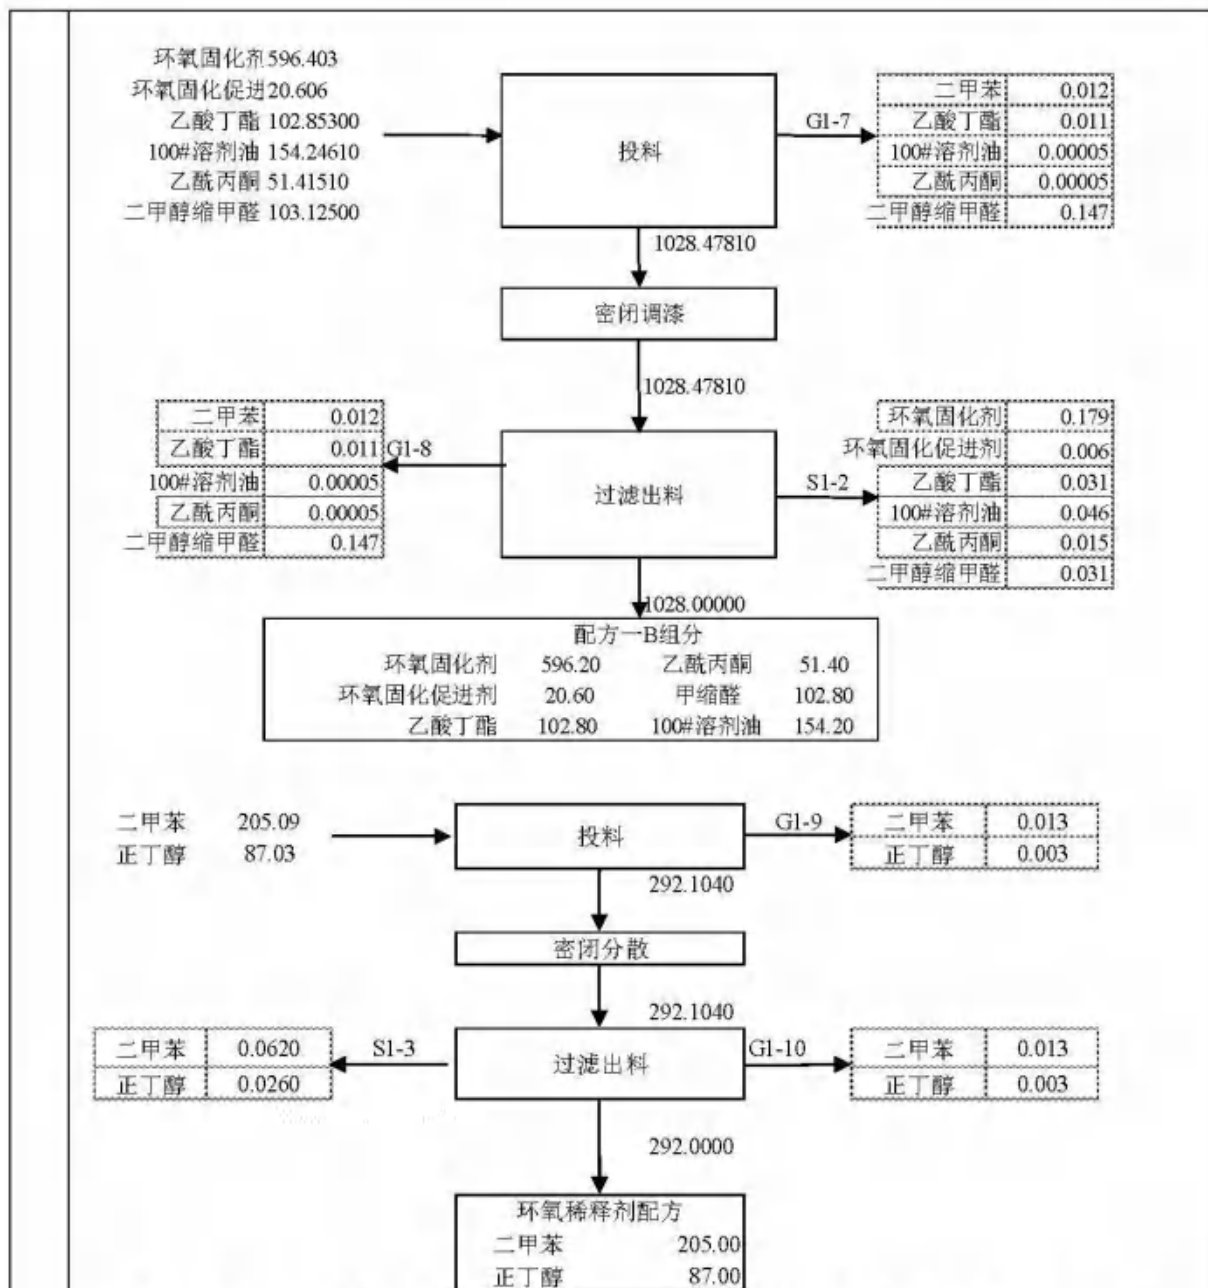 环氧固化剂596.403
环氧固化促进20.606
乙酸丁酯 102.85300
100#溶剂油 154.24610
乙酰丙酮 51.41510
二甲醇缩甲醛 103.12500
投料
G1-7
二甲苯 0.012
乙酸丁酯 0.011
100#溶剂油 0.00005
乙酰丙酮 0.00005
二甲醇缩甲醛 0.147
1028.47810
密闭调漆
1028.47810
二甲苯 0.012
乙酸丁酯 0.011
100#溶剂油 0.00005
乙酰丙酮 0.00005
二甲醇缩甲醛 0.147
G1-8
过滤出料
S1-2
环氧固化剂 0.179
环氧固化促进剂 0.006
乙酸丁酯 0.031
100#溶剂油 0.046
乙酰丙酮 0.015
二甲醇缩甲醛 0.031
1028.00000
配方一B组分
环氧固化剂 596.20 乙酰丙酮 51.40
环氧固化促进剂 20.60 甲缩醛 102.80
乙酸丁酯 102.80 100#溶剂油 154.20
二甲苯 205.09
正丁醇 87.03
投料
G1-9
二甲苯 0.013
正丁醇 0.003
292.1040
密闭分散
292.1040
二甲苯 0.0620
正丁醇 0.0260
S1-3
过滤出料
G1-10
二甲苯 0.013
正丁醇 0.003
292.0000
环氧稀释剂配方
二甲苯 205.00
正丁醇 87.00